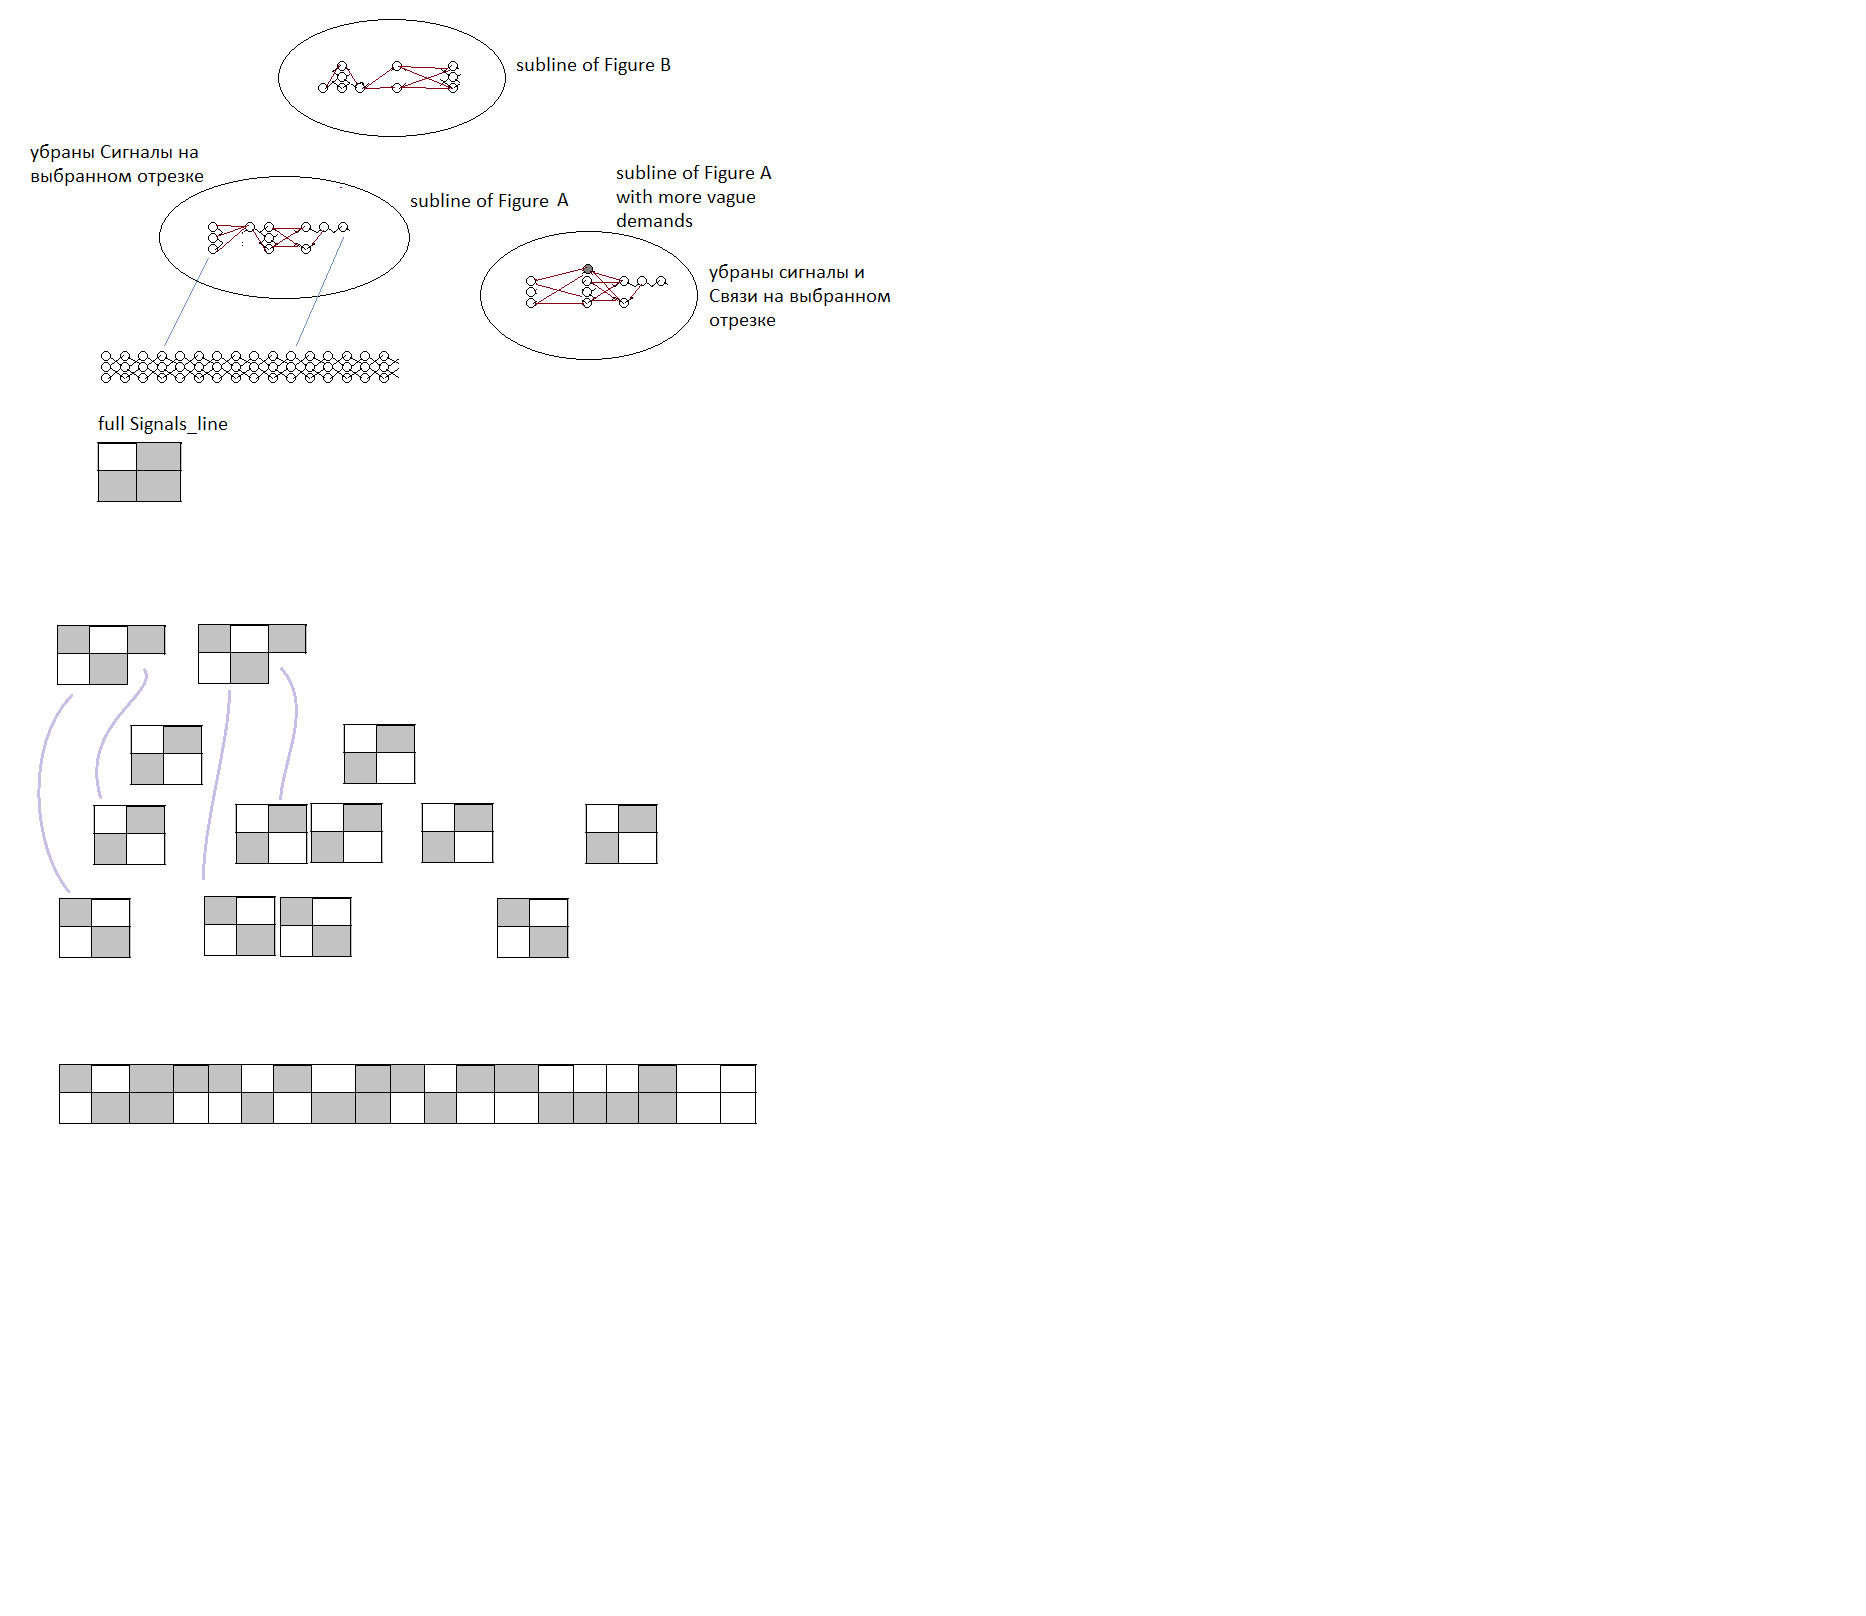 subline of Figure B
убраны Сигналы на
выбранном отрезке
subline of Figure A
subline of Figure A
with more vague
demands
убраны сигналы и
Связи на выбранном
отрезке
full Signals_line